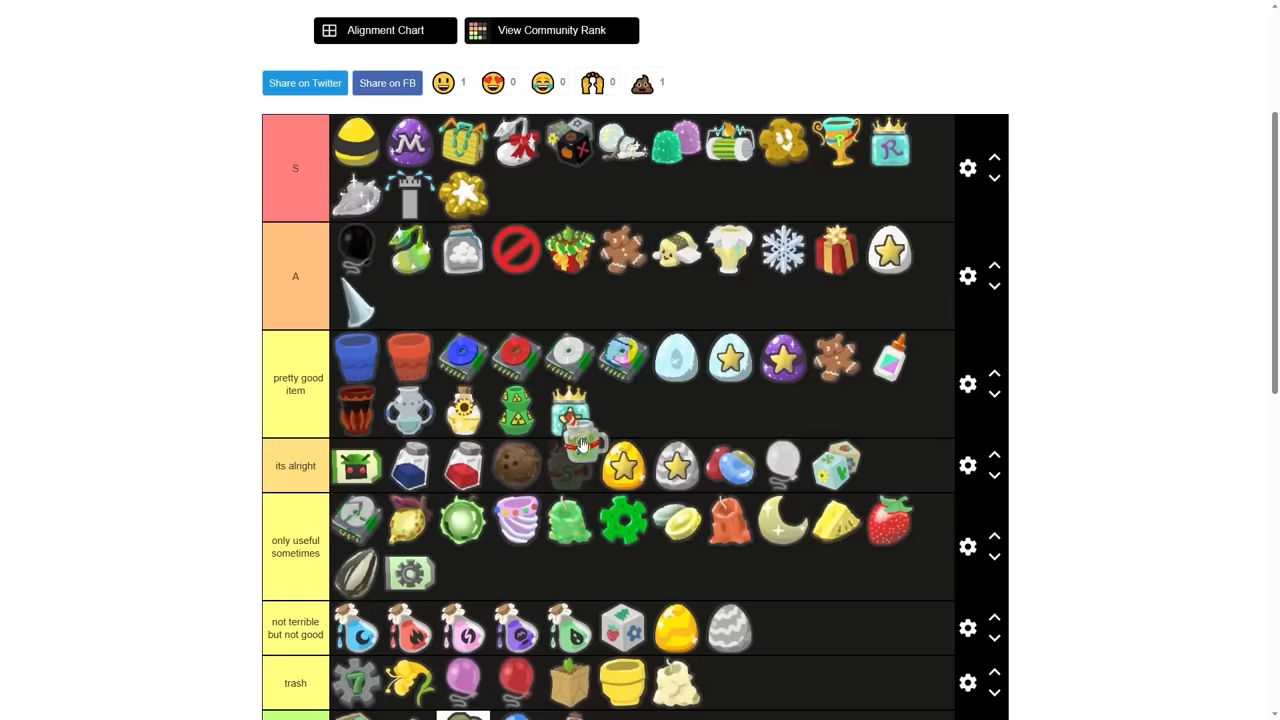 Alignment Chart
View Community Rank
Share on Twitter
Share on FB
1
0
0
0
1
S
M
R
A
pretty good
item
its alright
only useful
sometimes
not terrible
but not good
7
trash